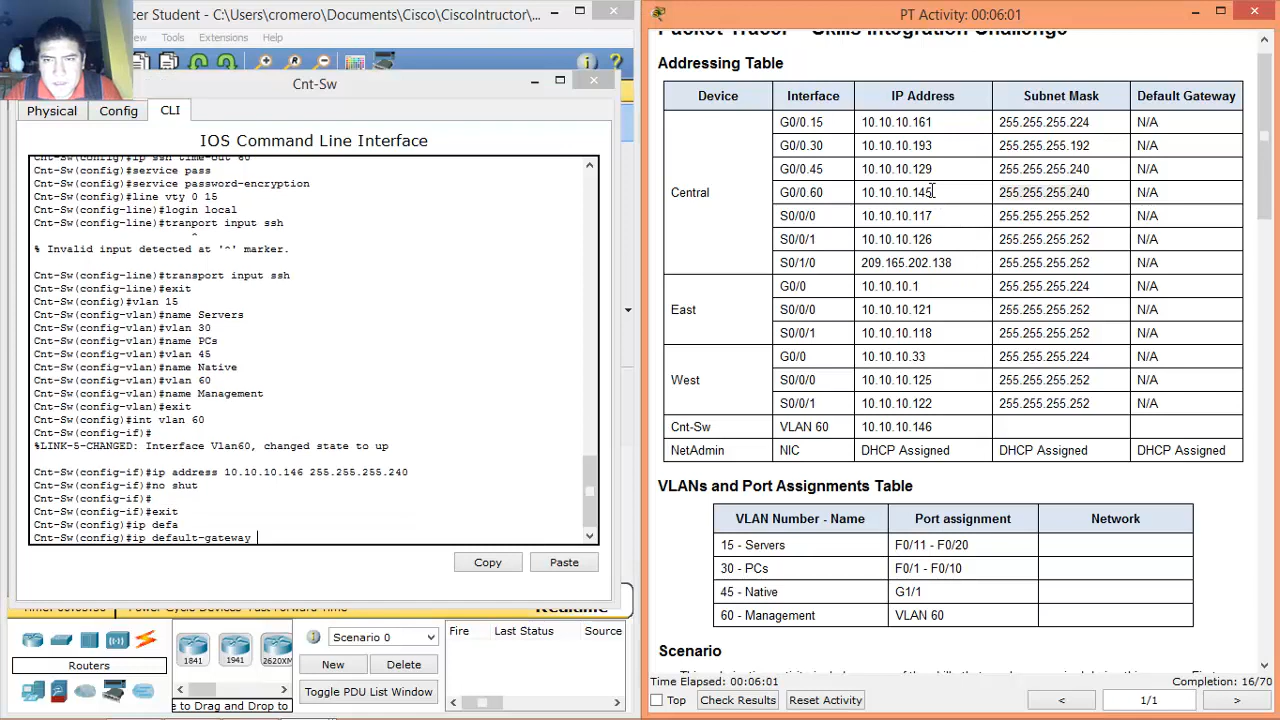 cer Student - C:\Users\cromero\Documents\Cisco\CiscoIntructor\...
Tools Extensions Help
Cnt-Sw
Physical Config CLI
IOS Command Line Interface
Cnt-Sw(config)#ip ssh time-out 60
Cnt-Sw(config)#service pass
Cnt-Sw(config)#service password-encryption
Cnt-Sw(config)#line vty 0 15
Cnt-Sw(config-line)#login local
Cnt-Sw(config-line)#tranport input ssh
^
% Invalid input detected at '^' marker.
Cnt-Sw(config-line)#transport input ssh
Cnt-Sw(config-line)#exit
Cnt-Sw(config)#vlan 15
Cnt-Sw(config-vlan)#name Servers
Cnt-Sw(config-vlan)#vlan 30
Cnt-Sw(config-vlan)#name PCs
Cnt-Sw(config-vlan)#vlan 45
Cnt-Sw(config-vlan)#name Native
Cnt-Sw(config-vlan)#vlan 60
Cnt-Sw(config-vlan)#name Management
Cnt-Sw(config-vlan)#exit
Cnt-Sw(config)#int vlan 60
Cnt-Sw(config-if)#
%LINK-5-CHANGED: Interface Vlan60, changed state to up
Cnt-Sw(config-if)#ip address 10.10.10.146 255.255.255.240
Cnt-Sw(config-if)#no shut
Cnt-Sw(config-if)#
Cnt-Sw(config-if)#exit
Cnt-Sw(config)#ip defa
Cnt-Sw(config)#ip default-gateway
Copy Paste
Realtime
Routers
1841 1941 2620XM
e to Drag and Drop to
Scenario 0
New Delete
Toggle PDU List Window
Fire Last Status Source
PT Activity: 00:06:01
Packet Tracer - Skills Integration Challenge
Addressing Table
Device Interface IP Address Subnet Mask Default Gateway
Central G0/0.15 10.10.10.161 255.255.255.224 N/A
G0/0.30 10.10.10.193 255.255.255.192 N/A
G0/0.45 10.10.10.129 255.255.255.240 N/A
G0/0.60 10.10.10.145 255.255.255.240 N/A
S0/0/0 10.10.10.117 255.255.255.252 N/A
S0/0/1 10.10.10.126 255.255.255.252 N/A
S0/1/0 209.165.202.138 255.255.255.252 N/A
East G0/0 10.10.10.1 255.255.255.224 N/A
S0/0/0 10.10.10.121 255.255.255.252 N/A
S0/0/1 10.10.10.118 255.255.255.252 N/A
West G0/0 10.10.10.33 255.255.255.224 N/A
S0/0/0 10.10.10.125 255.255.255.252 N/A
S0/0/1 10.10.10.122 255.255.255.252 N/A
Cnt-Sw VLAN 60 10.10.10.146
NetAdmin NIC DHCP Assigned DHCP Assigned DHCP Assigned
VLANs and Port Assignments Table
VLAN Number - Name Port assignment Network
15 - Servers F0/11 - F0/20
30 - PCs F0/1 - F0/10
45 - Native G1/1
60 - Management VLAN 60
Scenario
Time Elapsed: 00:06:01 Completion: 16/70
Top Check Results Reset Activity < 1/1 >